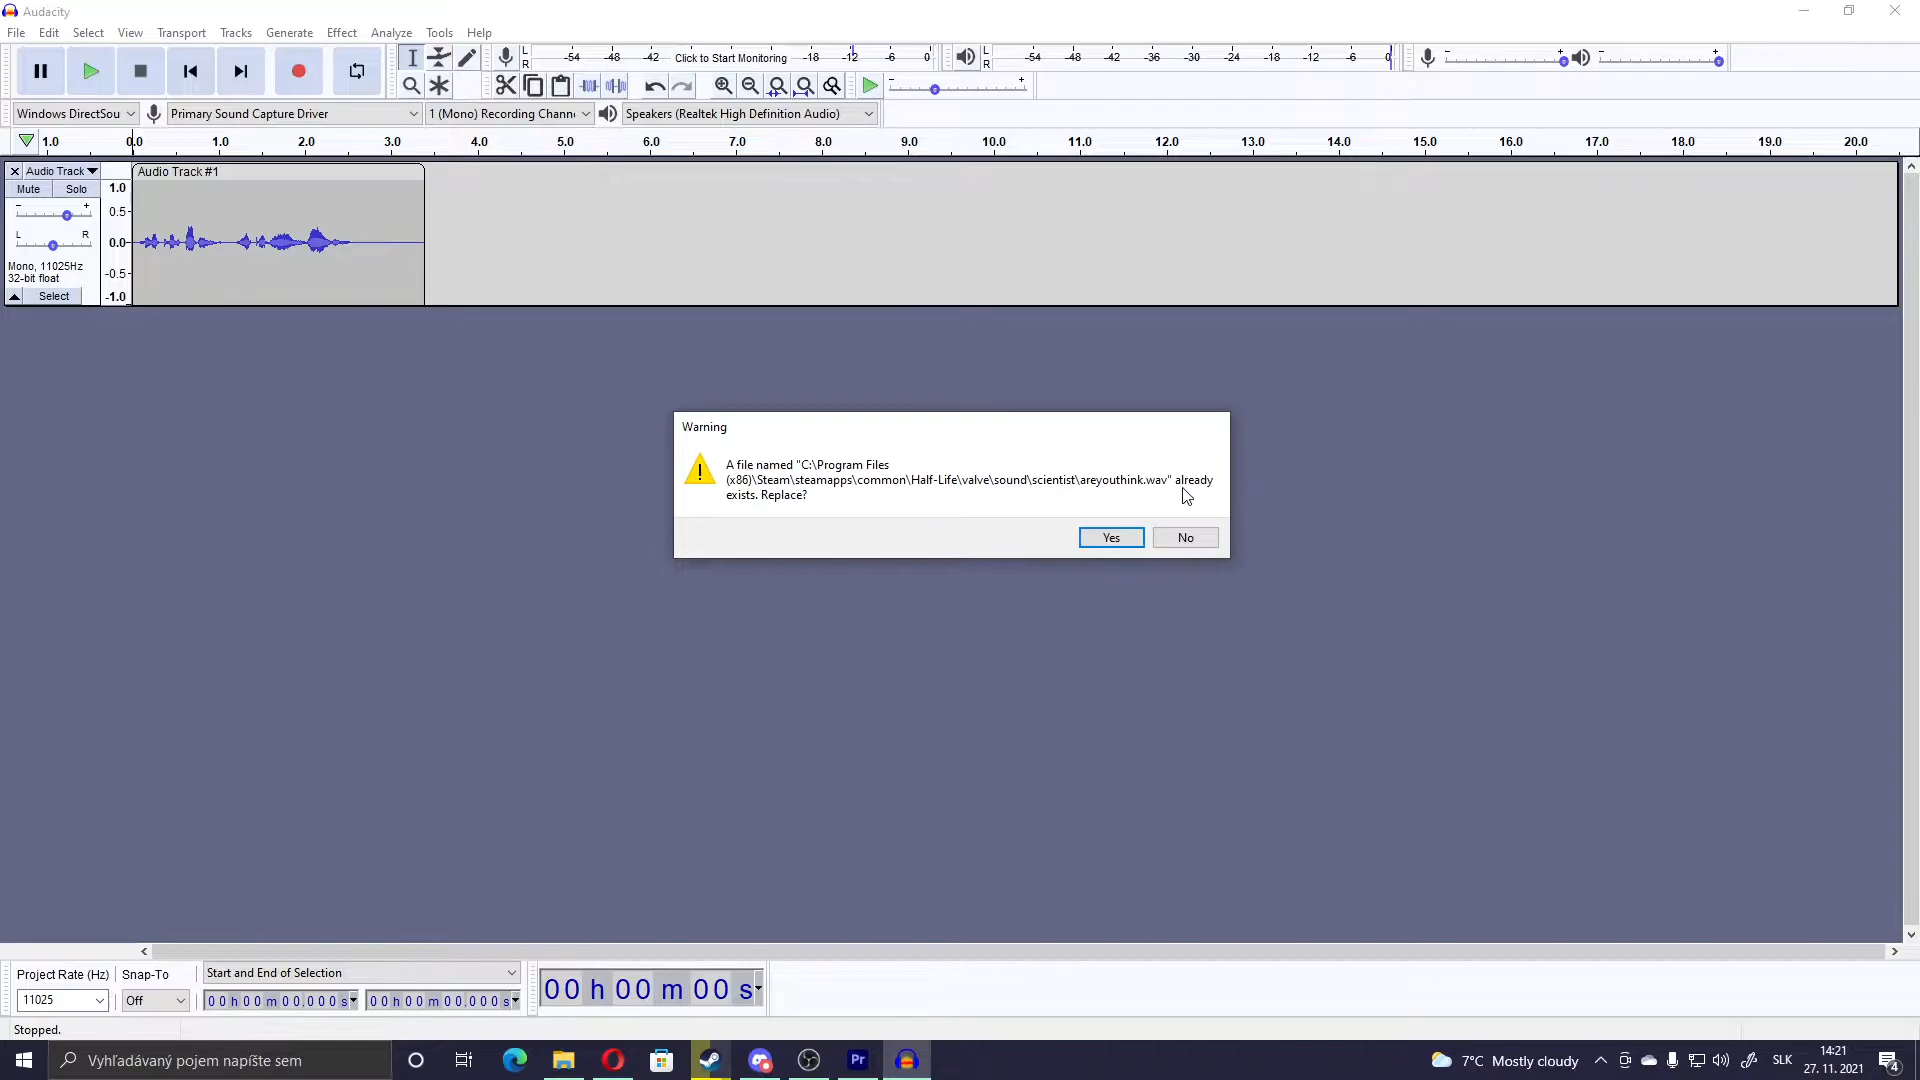 Audacity
File Edit Select View Transport Tracks Generate Effect Analyze Tools Help
L R -54 -48 -42 Click to Start Monitoring -18 -12 -6 0 L R -54 -48 -42 -36 -30 -24 -18 -12 -6 0 - + - +
- +
Windows DirectSou Primary Sound Capture Driver 1 (Mono) Recording Chann Speakers (Realtek High Definition Audio)
1.0 0.0 1.0 2.0 3.0 4.0 5.0 6.0 7.0 8.0 9.0 10.0 11.0 12.0 13.0 14.0 15.0 16.0 17.0 18.0 19.0 20.0
Audio Track Audio Track #1
Mute Solo 1.0
- + 0.5
L R 0.0
Mono, 11025Hz -0.5
32-bit float
Select -1.0
Warning
A file named "C:\Program Files
(x86)\Steam\steamapps\common\Half-Life\valve\sound\scientist\areyouthink.wav" already
exists. Replace?
Yes No
Project Rate (Hz) Snap-To Start and End of Selection
11025 Off 00 h 00 m 00.000 s 00 h 00 m 00.000 s 00 h 00 m 00 s
Stopped.
Vyhľadávaný pojem napíšte sem Pr 7°C Mostly cloudy SLK 14:21
27. 11. 2021 4